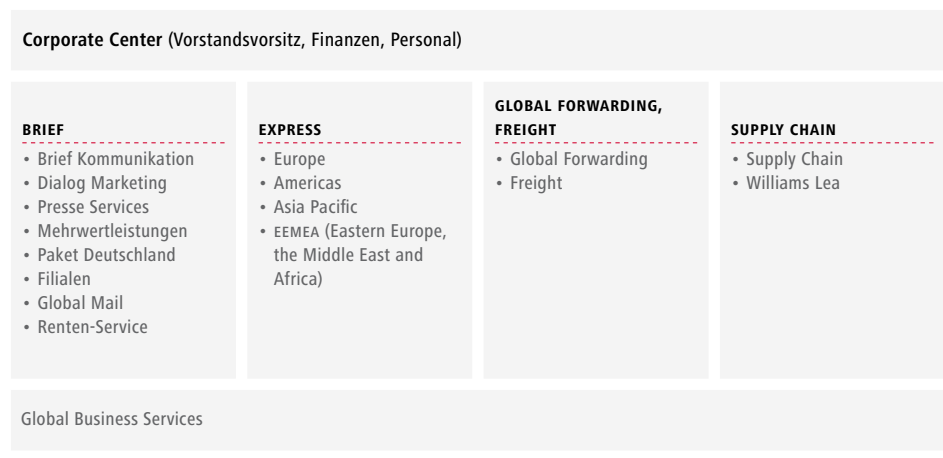 Corporate Center (Vorstandsvorsitz, Finanzen, Personal)
BRIEF
• Brief Kommunikation
• Dialog Marketing
• Presse Services
• Mehrwertleistungen
• Paket Deutschland
• Filialen
• Global Mail
• Renten-Service
EXPRESS
• Europe
• Americas
• Asia Pacific
• EEMEA (Eastern Europe,
the Middle East and
Africa)
GLOBAL FORWARDING,
FREIGHT
• Global Forwarding
• Freight
SUPPLY CHAIN
• Supply Chain
• Williams Lea
Global Business Services